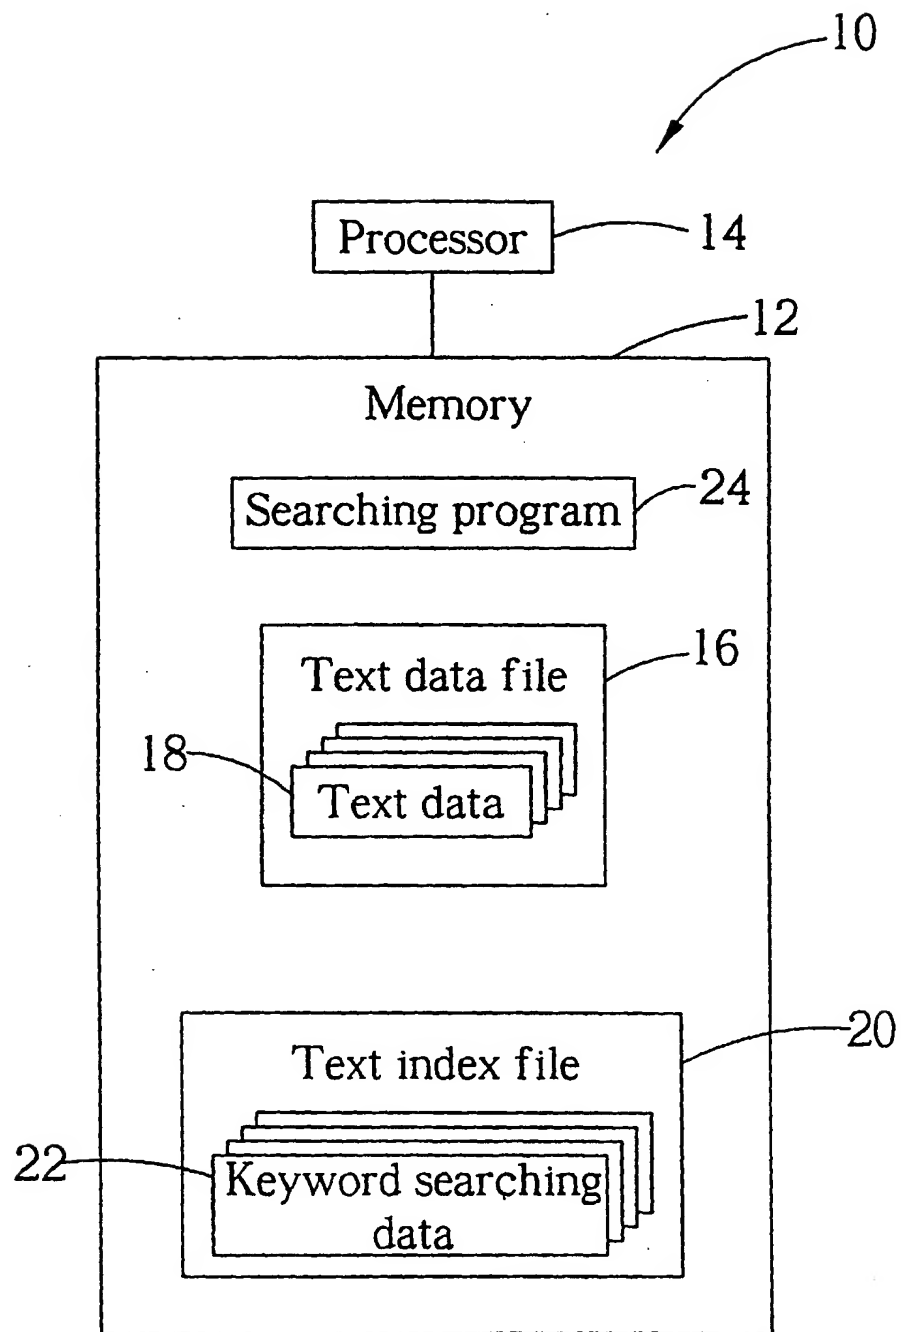 10
Processor
14
12
Memory
Searching program
24
Text data file
16
18
Text data
Text index file
20
22
Keyword searching
data